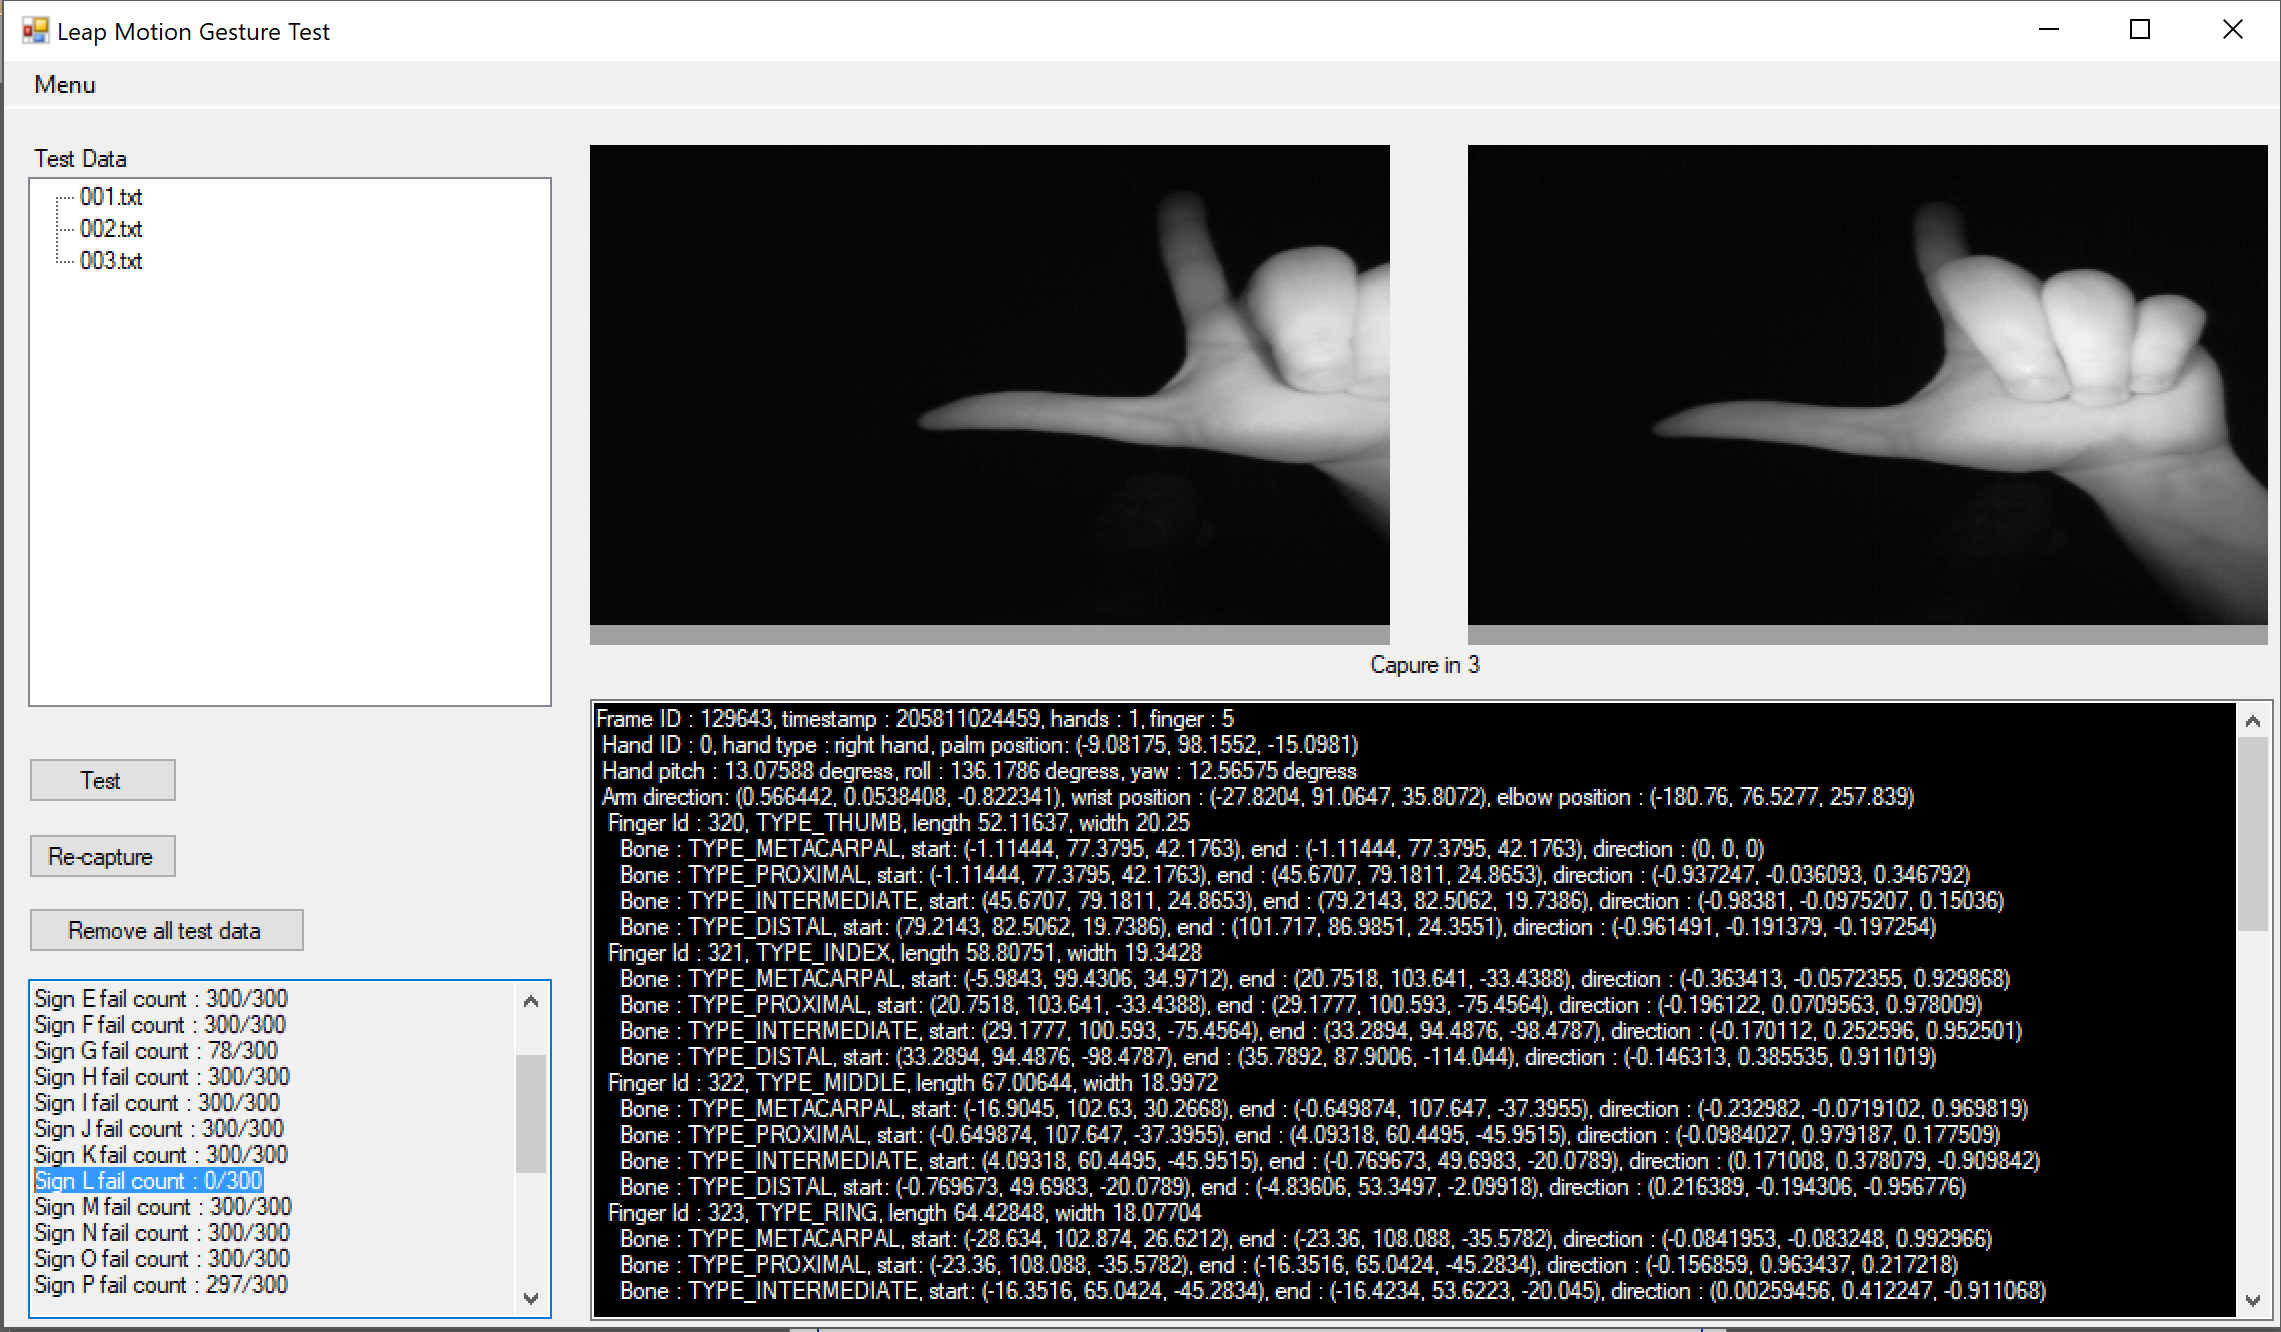 Leap Motion Gesture Test
Menu
Test Data
001.txt
002.txt
003.txt
Test
Re-capture
Remove all test data
Sign E fail count : 300/300
Sign F fail count : 300/300
Sign G fail count : 78/300
Sign H fail count : 300/300
Sign I fail count : 300/300
Sign J fail count : 300/300
Sign K fail count : 300/300
Sign L fail count : 0/300
Sign M fail count : 300/300
Sign N fail count : 300/300
Sign O fail count : 300/300
Sign P fail count : 297/300
Capure in 3
Frame ID : 129643, timestamp : 205811024459, hands : 1, finger : 5
Hand ID : 0, hand type : right hand, palm position: (-9.08175, 98.1552, -15.0981)
Hand pitch : 13.07588 degress, roll : 136.1786 degress, yaw : 12.56575 degress
Arm direction: (0.566442, 0.0538408, -0.822341), wrist position : (-27.8204, 91.0647, 35.8072), elbow position : (-180.76, 76.5277, 257.839)
Finger Id : 320, TYPE_THUMB, length 52.11637, width 20.25
Bone : TYPE_METACARPAL, start: (-1.11444, 77.3795, 42.1763), end : (-1.11444, 77.3795, 42.1763), direction : (0, 0, 0)
Bone : TYPE_PROXIMAL, start: (-1.11444, 77.3795, 42.1763), end : (45.6707, 79.1811, 24.8653), direction : (-0.937247, -0.036093, 0.346792)
Bone : TYPE_INTERMEDIATE, start: (45.6707, 79.1811, 24.8653), end : (79.2143, 82.5062, 19.7386), direction : (-0.98381, -0.0975207, 0.15036)
Bone : TYPE_DISTAL, start: (79.2143, 82.5062, 19.7386), end : (101.717, 86.9851, 24.3551), direction : (-0.961491, -0.191379, -0.197254)
Finger Id : 321, TYPE_INDEX, length 58.80751, width 19.3428
Bone : TYPE_METACARPAL, start: (-5.9843, 99.4306, 34.9712), end : (20.7518, 103.641, -33.4388), direction : (-0.363413, -0.0572355, 0.929868)
Bone : TYPE_PROXIMAL, start: (20.7518, 103.641, -33.4388), end : (29.1777, 100.593, -75.4564), direction : (-0.196122, 0.0709563, 0.978009)
Bone : TYPE_INTERMEDIATE, start: (29.1777, 100.593, -75.4564), end : (33.2894, 94.4876, -98.4787), direction : (-0.170112, 0.252596, 0.952501)
Bone : TYPE_DISTAL, start: (33.2894, 94.4876, -98.4787), end : (35.7892, 87.9006, -114.044), direction : (-0.146313, 0.385535, 0.911019)
Finger Id : 322, TYPE_MIDDLE, length 67.00644, width 18.9972
Bone : TYPE_METACARPAL, start: (-16.9045, 102.63, 30.2668), end : (-0.649874, 107.647, -37.3955), direction : (-0.232982, -0.0719102, 0.969819)
Bone : TYPE_PROXIMAL, start: (-0.649874, 107.647, -37.3955), end : (4.09318, 60.4495, -45.9515), direction : (-0.0984027, 0.979187, 0.177509)
Bone : TYPE_INTERMEDIATE, start: (4.09318, 60.4495, -45.9515), end : (-0.769673, 49.6983, -20.0789), direction : (0.171008, 0.378079, -0.909842)
Bone : TYPE_DISTAL, start: (-0.769673, 49.6983, -20.0789), end : (-4.83606, 53.3497, -2.09918), direction : (0.216389, -0.194306, -0.956776)
Finger Id : 323, TYPE_RING, length 64.42848, width 18.07704
Bone : TYPE_METACARPAL, start: (-28.634, 102.874, 26.6212), end : (-23.36, 108.088, -35.5782), direction : (-0.0841953, -0.083248, 0.992966)
Bone : TYPE_PROXIMAL, start: (-23.36, 108.088, -35.5782), end : (-16.3516, 65.0424, -45.2834), direction : (-0.156859, 0.963437, 0.217218)
Bone : TYPE_INTERMEDIATE, start: (-16.3516, 65.0424, -45.2834), end : (-16.4234, 53.6223, -20.045), direction : (0.00259456, 0.412247, -0.911068)